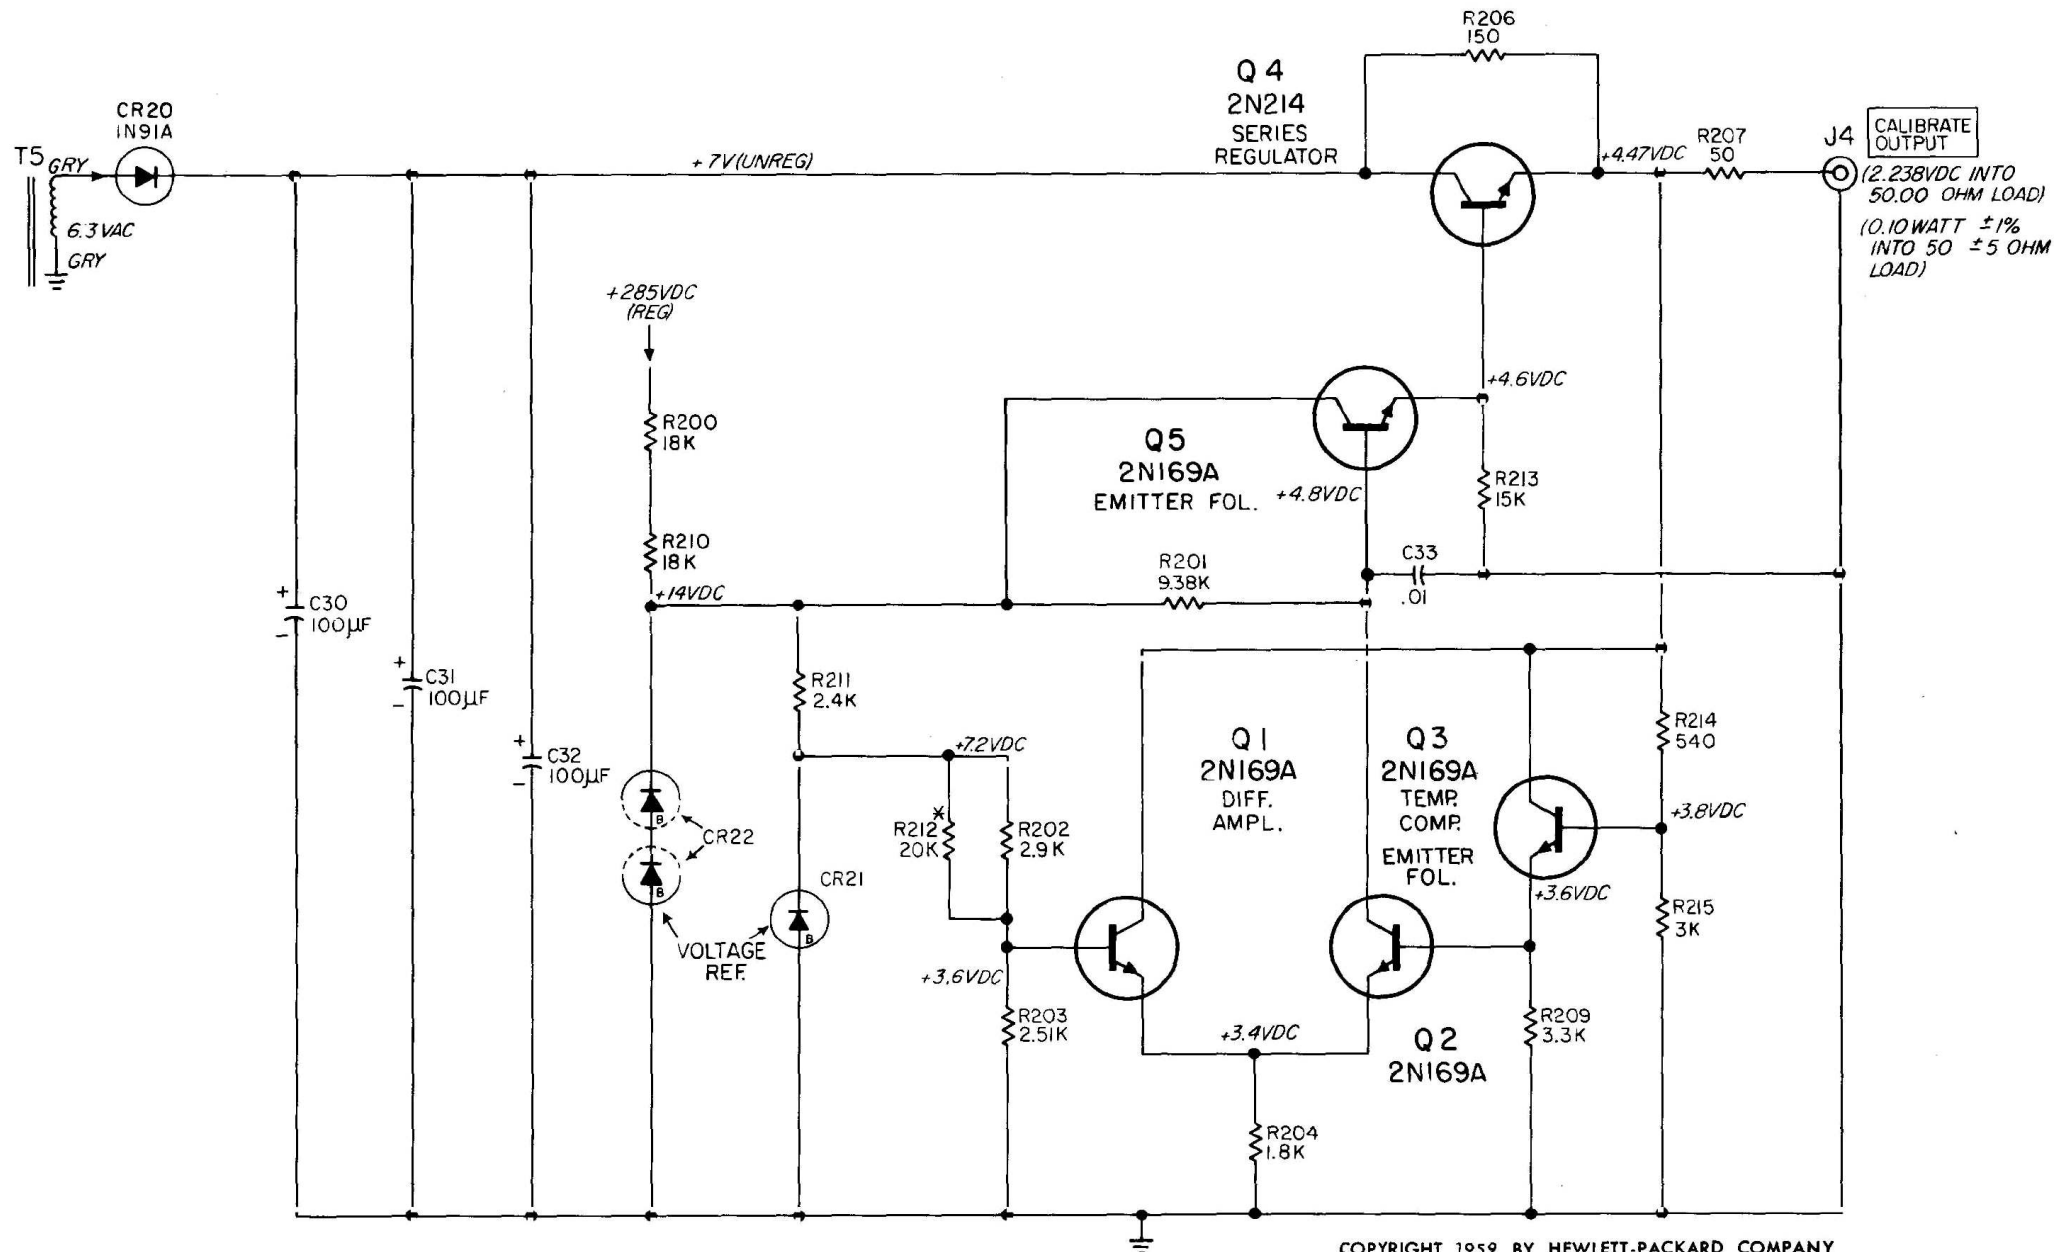 R206
150
Q4
2N214
SERIES
REGULATOR
CR20
1N91A
T5
GRY
6.3VAC
GRY
+7V(UNREG)
+4.47VDC
R207
50
J4
CALIBRATE
OUTPUT
(2.238VDC INTO
50.00 OHM LOAD)
(0.10WATT ±1%
INTO 50 ±5 OHM
LOAD)
+285VDC
(REG)
R200
18K
R210
18K
+14VDC
Q5
2N169A
EMITTER FOL.
+4.6VDC
+4.8VDC
R213
15K
R201
9.38K
C33
.01
+
C30
100µF
−
+
C31
100µF
−
+
C32
100µF
−
R211
2.4K
+7.2VDC
*
R212
20K
R202
2.9K
Q1
2N169A
DIFF.
AMPL.
Q3
2N169A
TEMP.
COMP.
EMITTER
FOL.
R214
540
+3.8VDC
+3.6VDC
R215
3K
B
CR22
B
CR21
B
VOLTAGE
REF.
+3.6VDC
R203
2.51K
+3.4VDC
Q2
2N169A
R209
3.3K
R204
1.8K
COPYRIGHT 1959 BY HEWLETT-PACKARD COMPANY